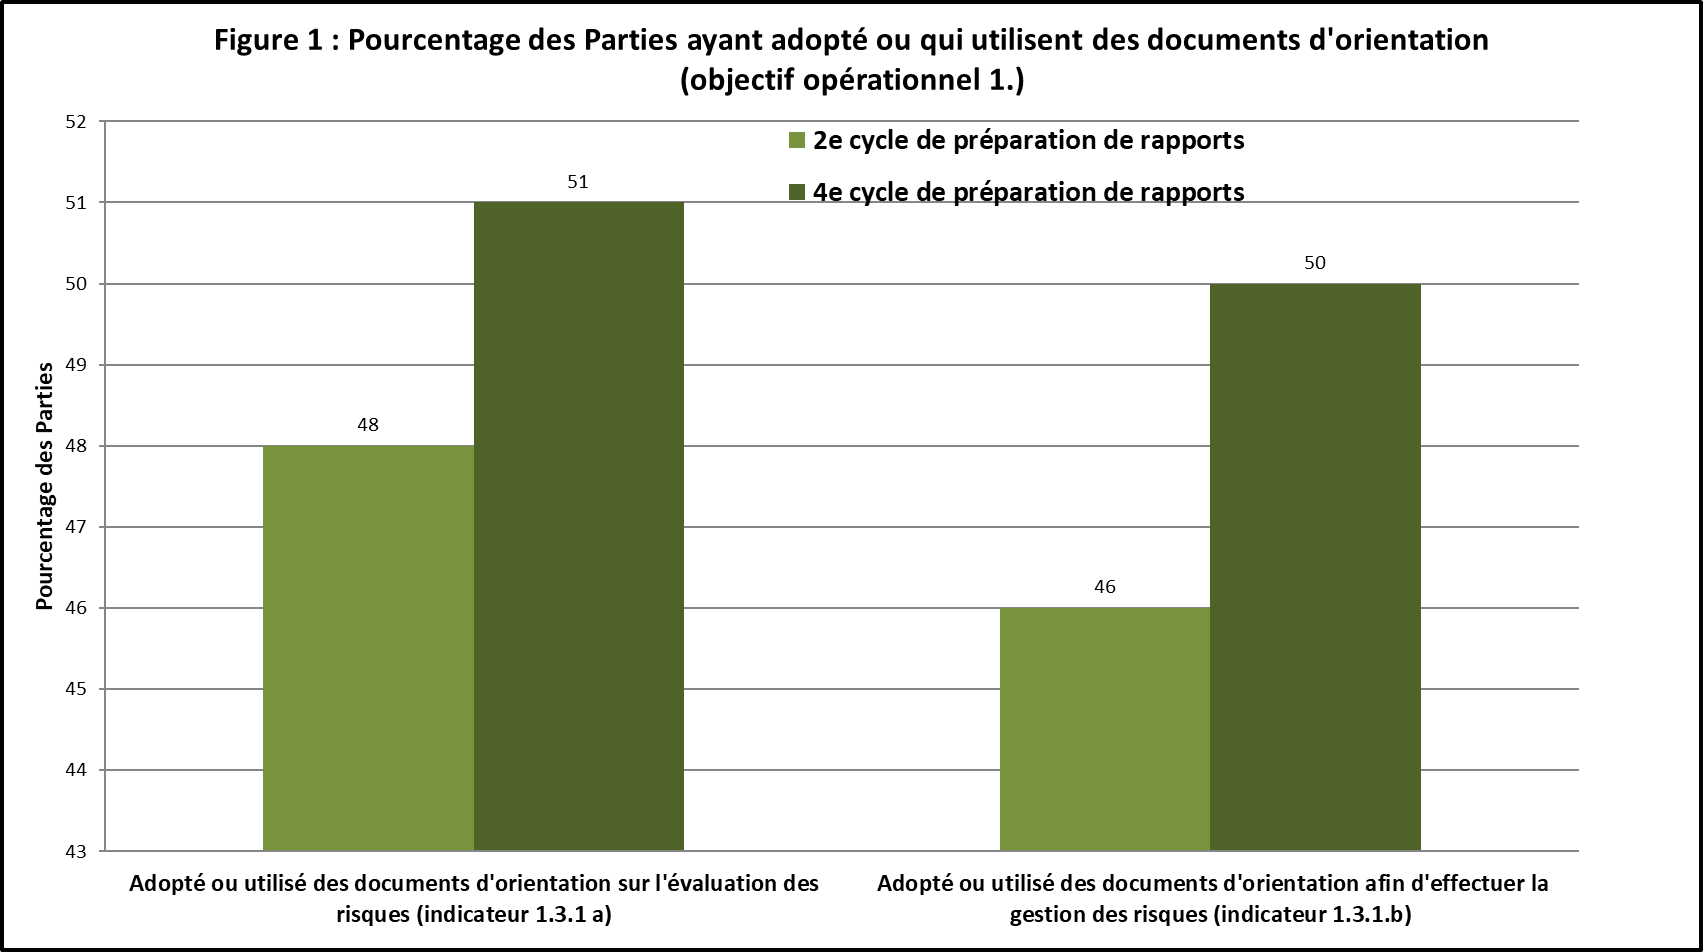 Figure 1 : Pourcentage des Parties ayant adopté ou qui utilisent des documents d'orientation
(objectif opérationnel 1.)
2e cycle de préparation de rapports
4e cycle de préparation de rapports
Pourcentage des Parties
52
51
50
49
48
47
46
45
44
43
48
51
46
50
Adopté ou utilisé des documents d'orientation sur l'évaluation des
risques (indicateur 1.3.1 a)
Adopté ou utilisé des documents d'orientation afin d'effectuer la
gestion des risques (indicateur 1.3.1.b)